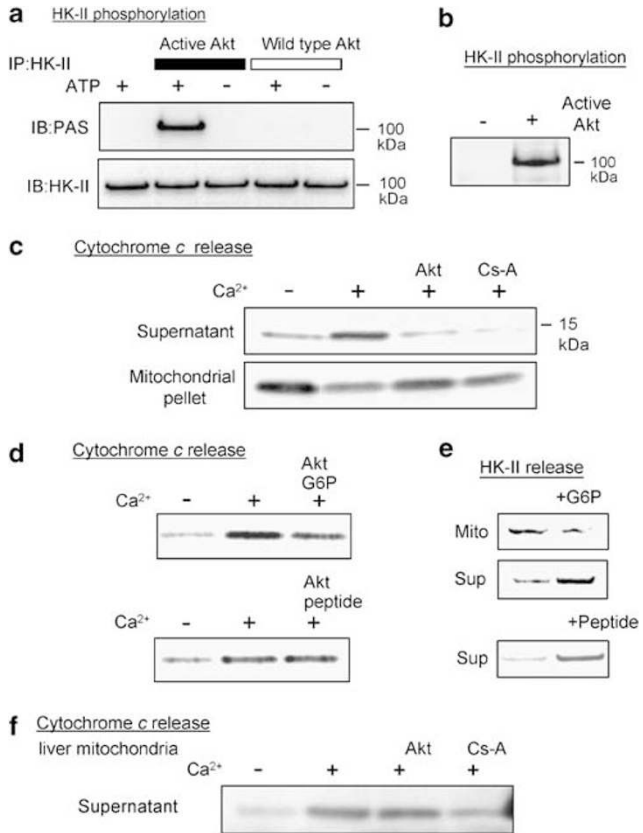 a HK-II phosphorylation
Active Akt Wild type Akt
IP:HK-II
ATP + + - + -
IB:PAS
100
kDa
IB:HK-II
100
kDa
b
HK-II phosphorylation
Active
- + Akt
100
kDa
c Cytochrome c release
Akt Cs-A
Ca2+ - + + +
Supernatant
15
kDa
Mitochondrial
pellet
d Cytochrome c release
Akt
G6P
Ca2+ - + +
Akt
peptide
Ca2+ - + +
e
HK-II release
+G6P
Mito
Sup
+Peptide
Sup
f Cytochrome c release
liver mitochondria Akt Cs-A
Ca2+ - + + +
Supernatant